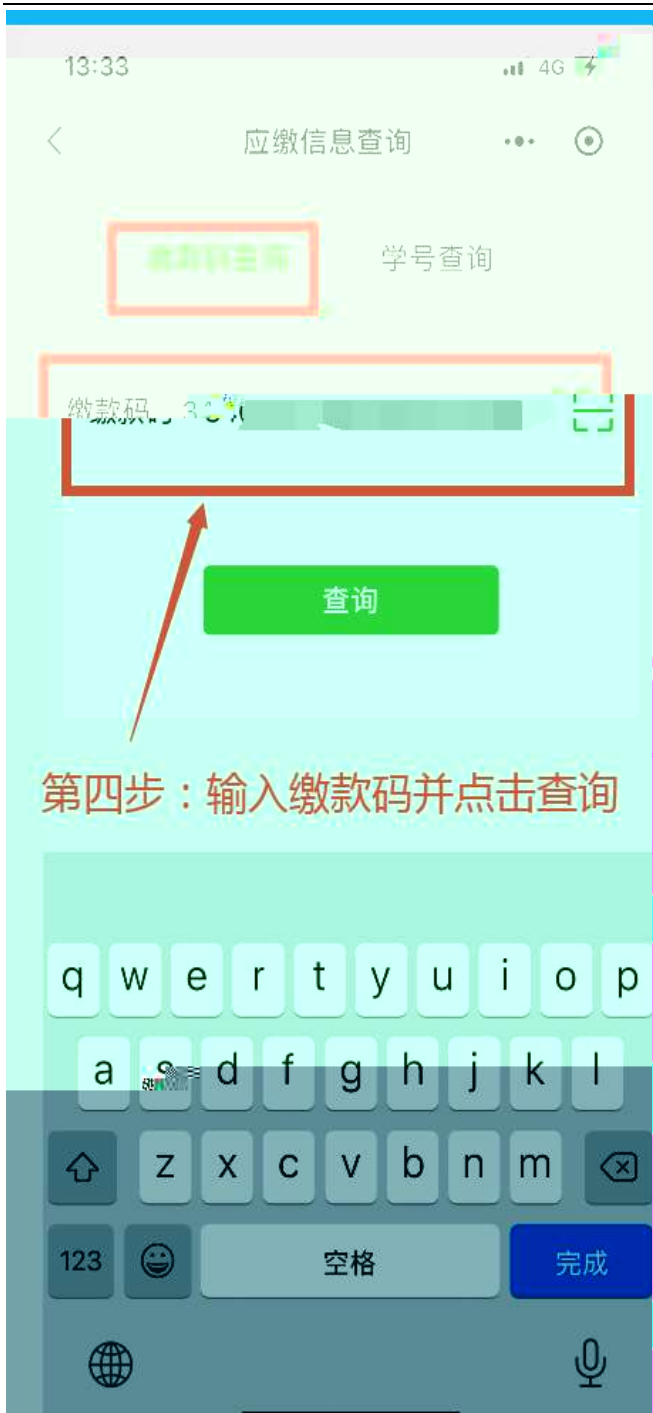 13:33 4G
应缴信息查询
学号查询
缴款码 3
查询
第四步：输入缴款码并点击查询
q w e r t y u i o p
a s d f g h j k l
z x c v b n m
123 空格 完成